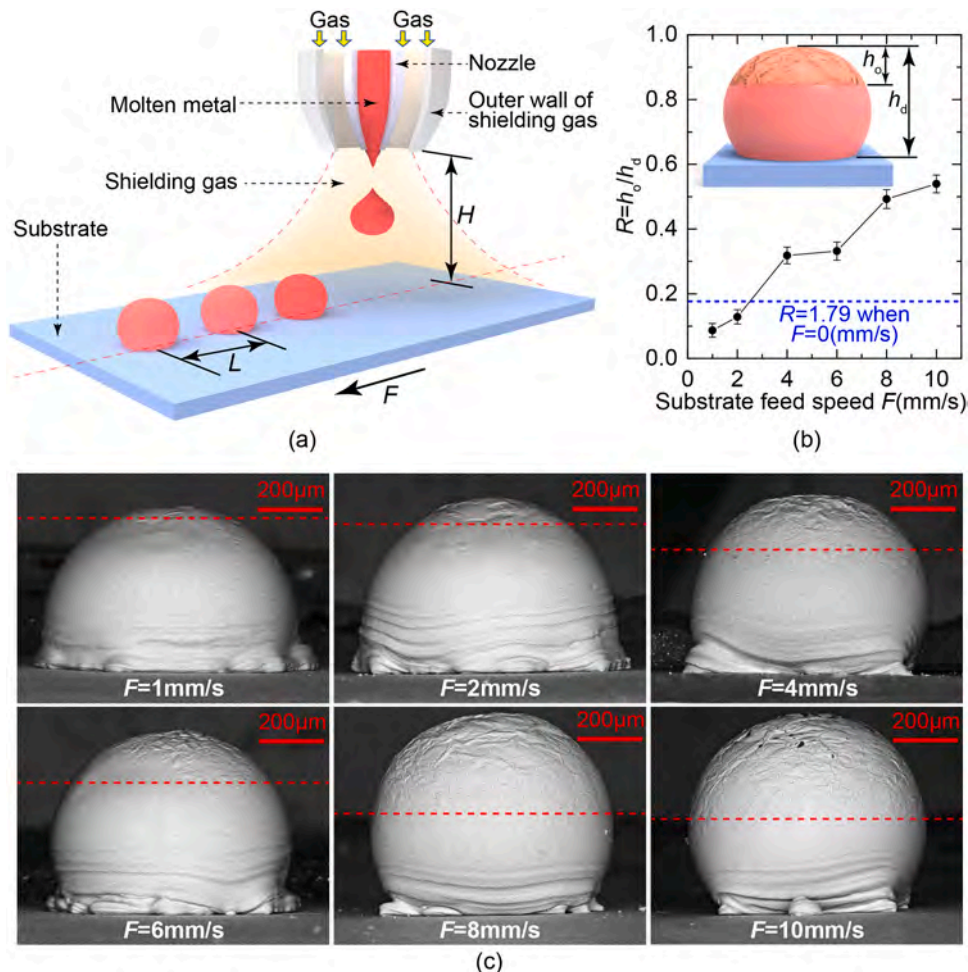 Gas
Gas
Nozzle
Molten metal
Outer wall of
shielding gas
Shielding gas
H
Substrate
L
F
(a)
1.0
0.8
0.6
0.4
0.2
0.0
R=hₒ/h_d
hₒ
h_d
R=1.79 when
F=0(mm/s)
0 2 4 6 8 10
Substrate feed speed F(mm/s)
(b)
200μm
F=1mm/s
200μm
F=2mm/s
200μm
F=4mm/s
200μm
F=6mm/s
200μm
F=8mm/s
200μm
F=10mm/s
(c)